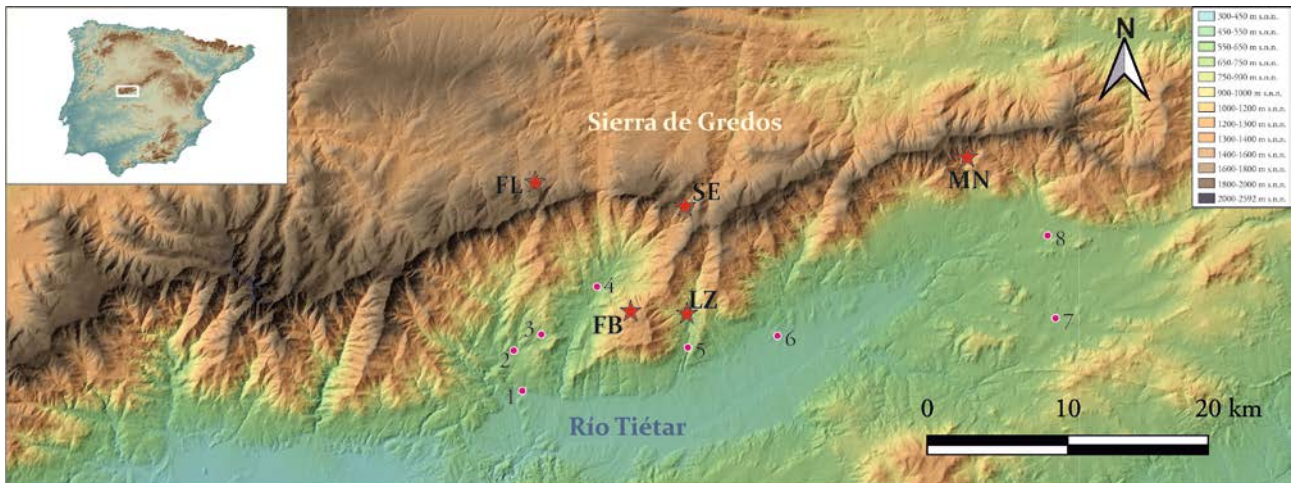 N
300-450 m s.n.n.
450-550 m s.n.n.
550-650 m s.n.n.
650-750 m s.n.n.
750-900 m s.n.n.
900-1000 m s.n.n.
1000-1200 m s.n.n.
1200-1300 m s.n.n.
1300-1400 m s.n.n.
1400-1600 m s.n.n.
1600-1800 m s.n.n.
1800-2000 m s.n.n.
2000-2592 m s.n.n.
Sierra de Gredos
FL
SE
MN
8
4
FB
LZ
7
3
2
5
6
1
Río Tiétar
0 10 20 km